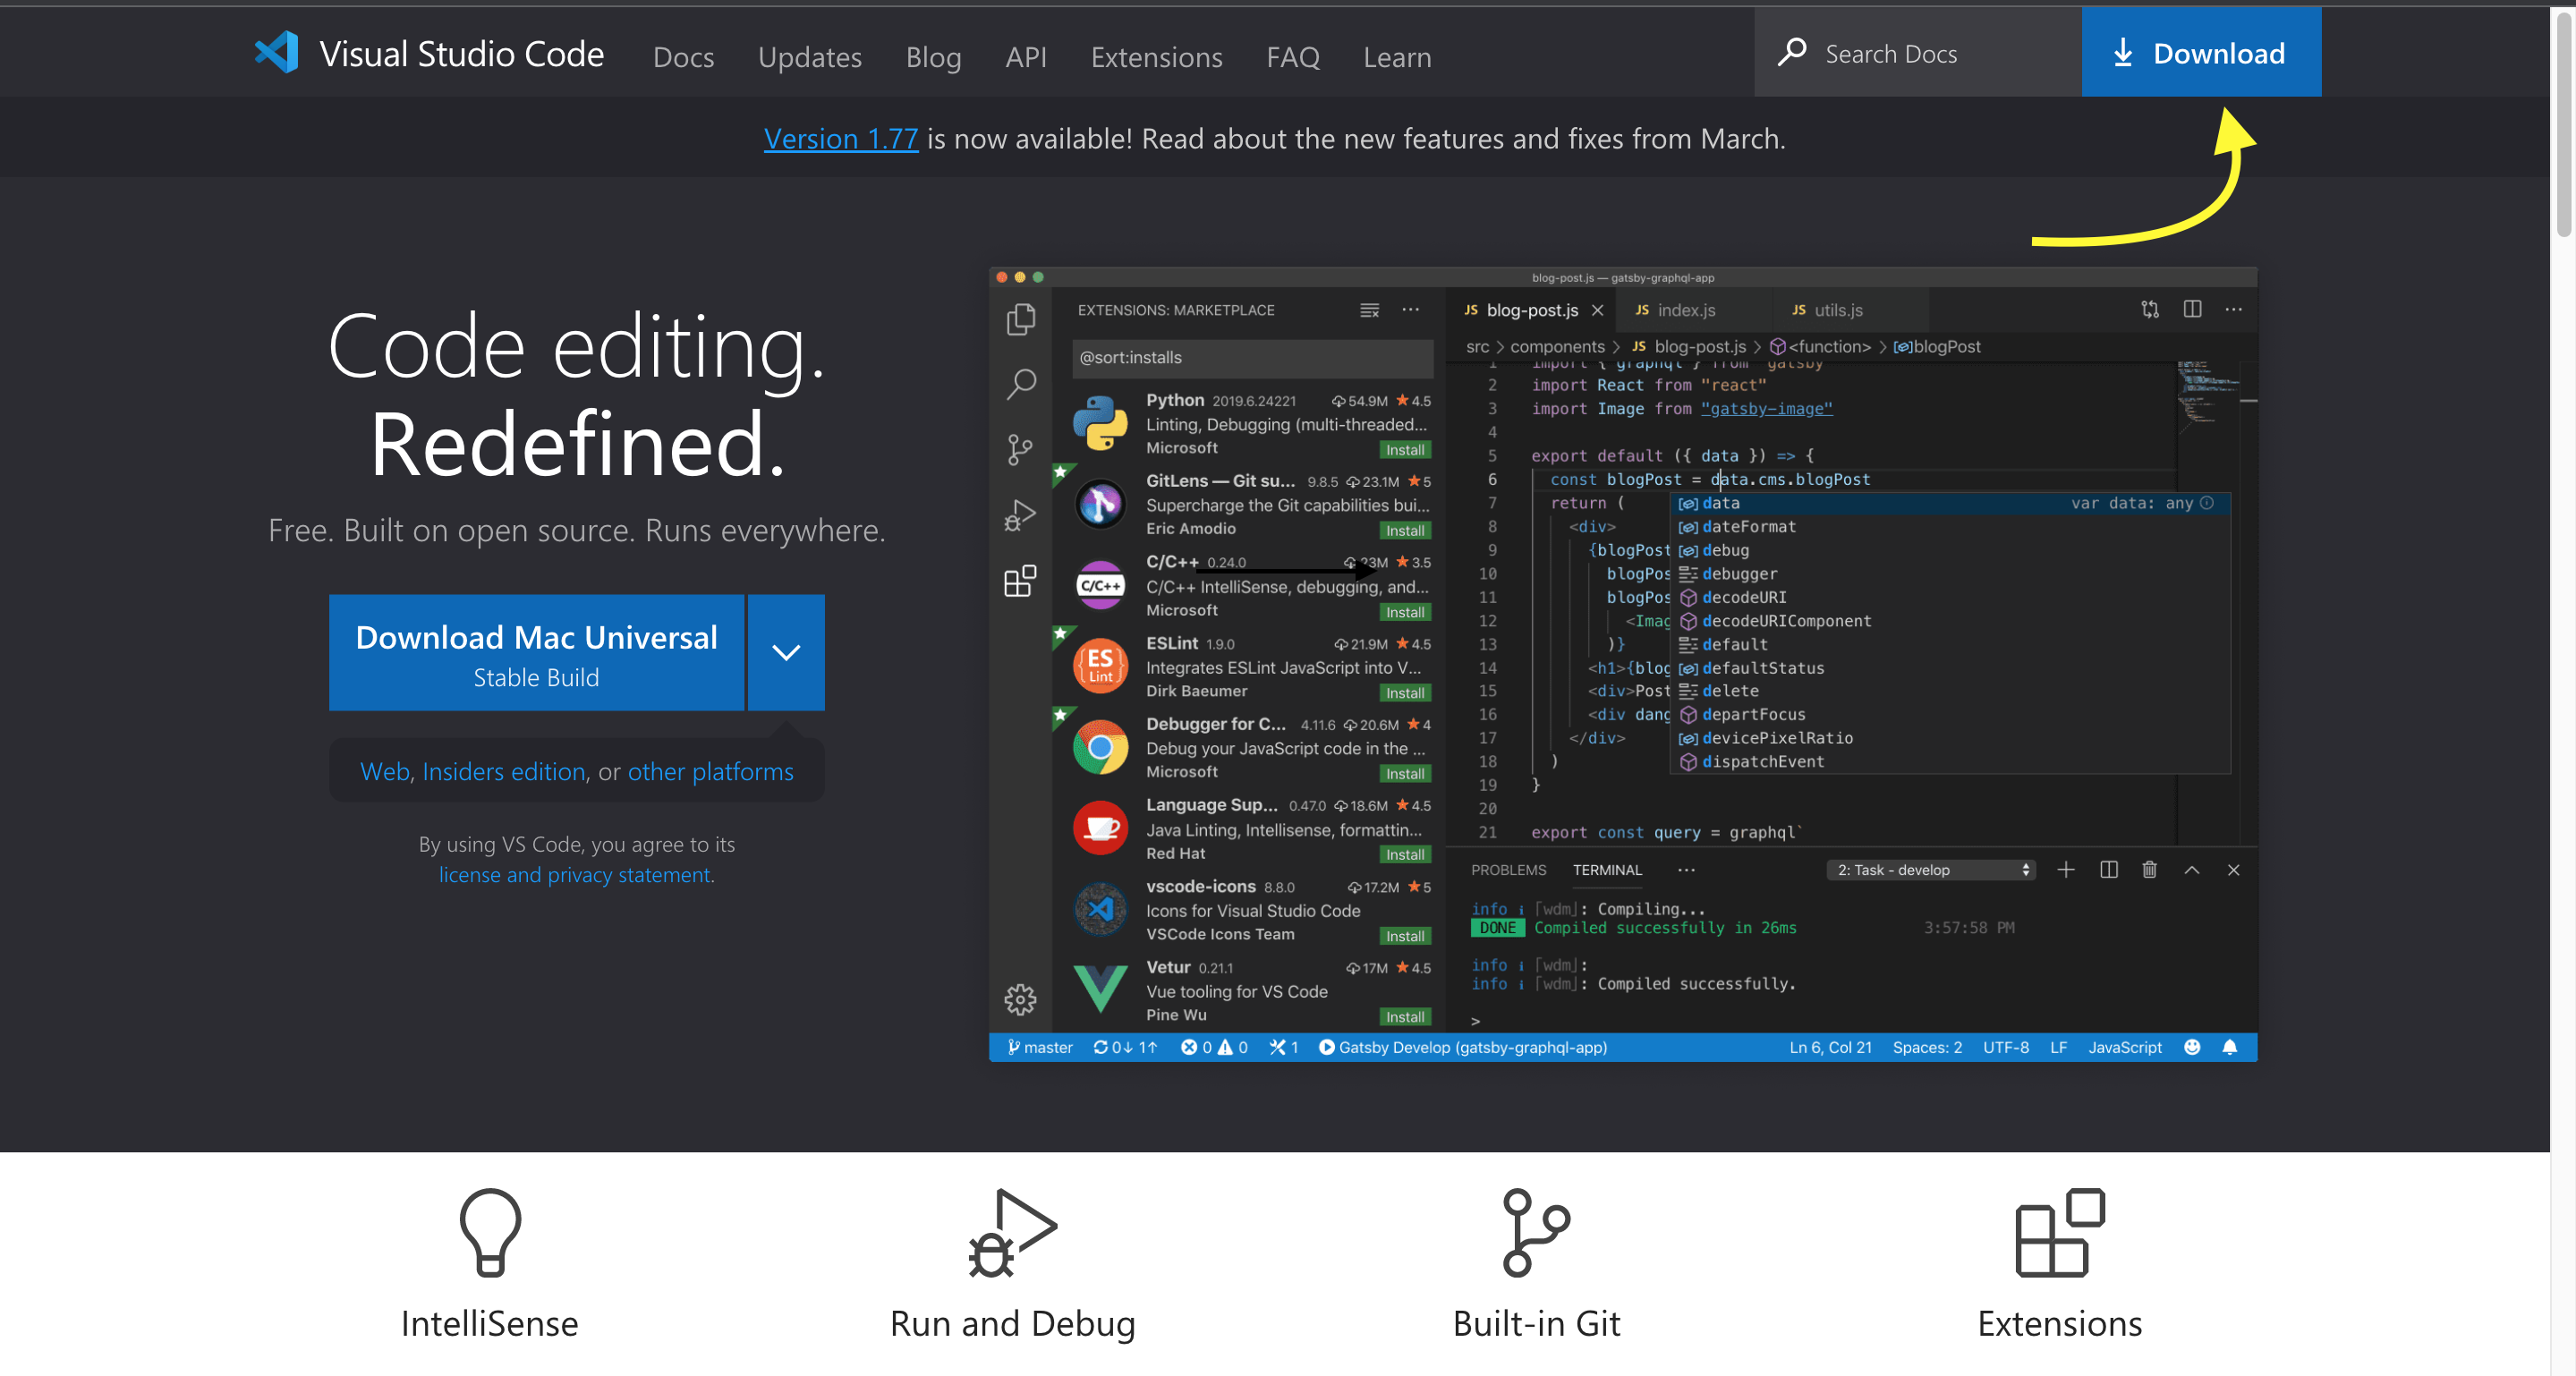 Visual Studio Code Docs Updates Blog API Extensions FAQ Learn Search Docs Download
Version 1.77 is now available! Read about the new features and fixes from March.
Code editing.
Redefined.
Free. Built on open source. Runs everywhere.
Download Mac Universal
Stable Build
Web, Insiders edition, or other platforms
By using VS Code, you agree to its
license and privacy statement.
blog-post.js — gatsby-graphql-app
EXTENSIONS: MARKETPLACE
@sort:installs
Python 2019.6.24221 54.9M 4.5
Linting, Debugging (multi-threaded...
Microsoft Install
GitLens — Git su... 9.8.5 23.1M 5
Supercharge the Git capabilities bui...
Eric Amodio Install
C/C++
C/C++ 0.24.0 23M 3.5
C/C++ IntelliSense, debugging, and...
Microsoft Install
ES
Lint
ESLint 1.9.0 21.9M 4.5
Integrates ESLint JavaScript into V...
Dirk Baeumer Install
Debugger for C... 4.11.6 20.6M 4
Debug your JavaScript code in the ...
Microsoft Install
Language Sup... 0.47.0 18.6M 4.5
Java Linting, Intellisense, formattin...
Red Hat Install
vscode-icons 8.8.0 17.2M 5
Icons for Visual Studio Code
VSCode Icons Team Install
Vetur 0.21.1 17M 4.5
Vue tooling for VS Code
Pine Wu Install
JS blog-post.js JS index.js JS utils.js
src > components > JS blog-post.js > <function> > blogPost
1 import { graphql } from "gatsby"
2 import React from "react"
3 import Image from "gatsby-image"
4
5 export default ({ data }) => {
6 const blogPost = data.cms.blogPost
7 return (
8 <div>
9 {blogPost
10 blogPos
11 blogPos
12 <Imag
13 )}
14 <h1>{blog
15 <div>Post
16 <div dang
17 </div>
18 )
19 }
20
21 export const query = graphql`
data var data: any
dateFormat
debug
debugger
decodeURI
decodeURIComponent
default
defaultStatus
delete
departFocus
devicePixelRatio
dispatchEvent
PROBLEMS TERMINAL ... 2: Task - develop
info i ｢wdm｣: Compiling...
DONE Compiled successfully in 26ms 3:57:58 PM
info i ｢wdm｣:
info i ｢wdm｣: Compiled successfully.
>
master 0↓ 1↑ 0 0 1 Gatsby Develop (gatsby-graphql-app) Ln 6, Col 21 Spaces: 2 UTF-8 LF JavaScript
IntelliSense Run and Debug Built-in Git Extensions